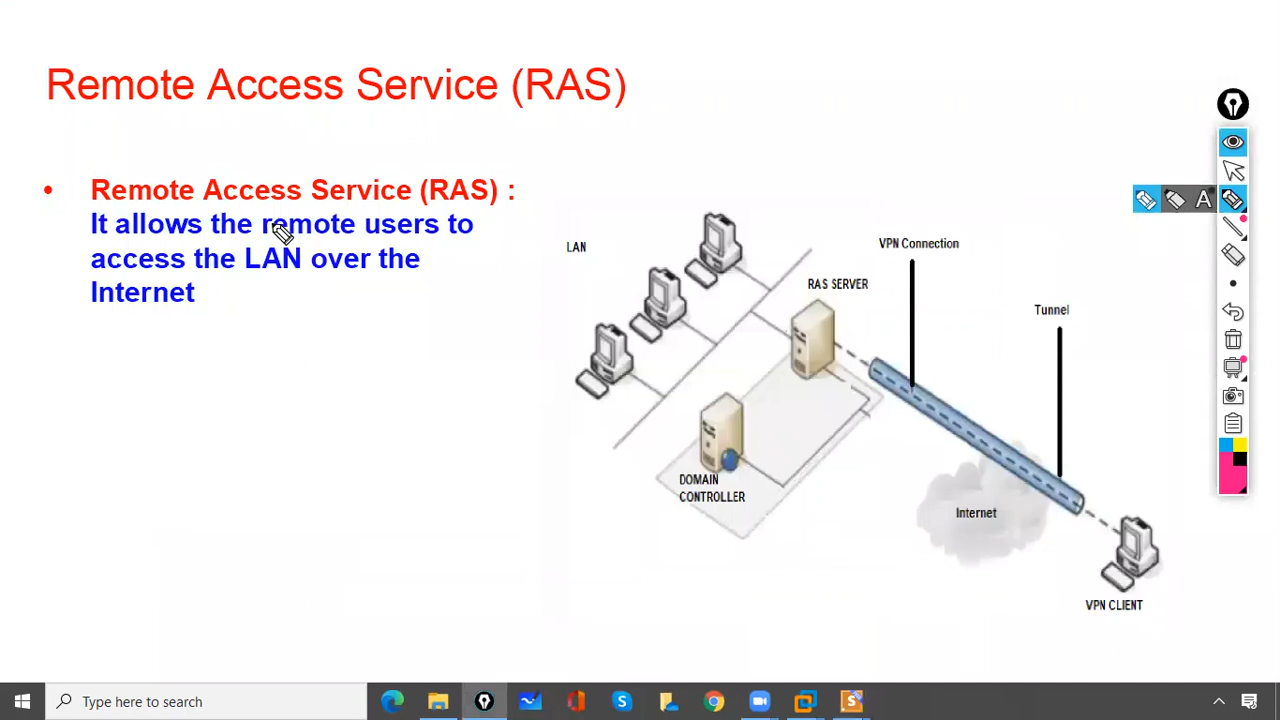 Remote Access Service (RAS)
• Remote Access Service (RAS) :
It allows the remote users to
access the LAN over the
Internet
LAN
VPN Connection
RAS SERVER
Tunnel
DOMAIN
CONTROLLER
Internet
VPN CLIENT
A
Type here to search